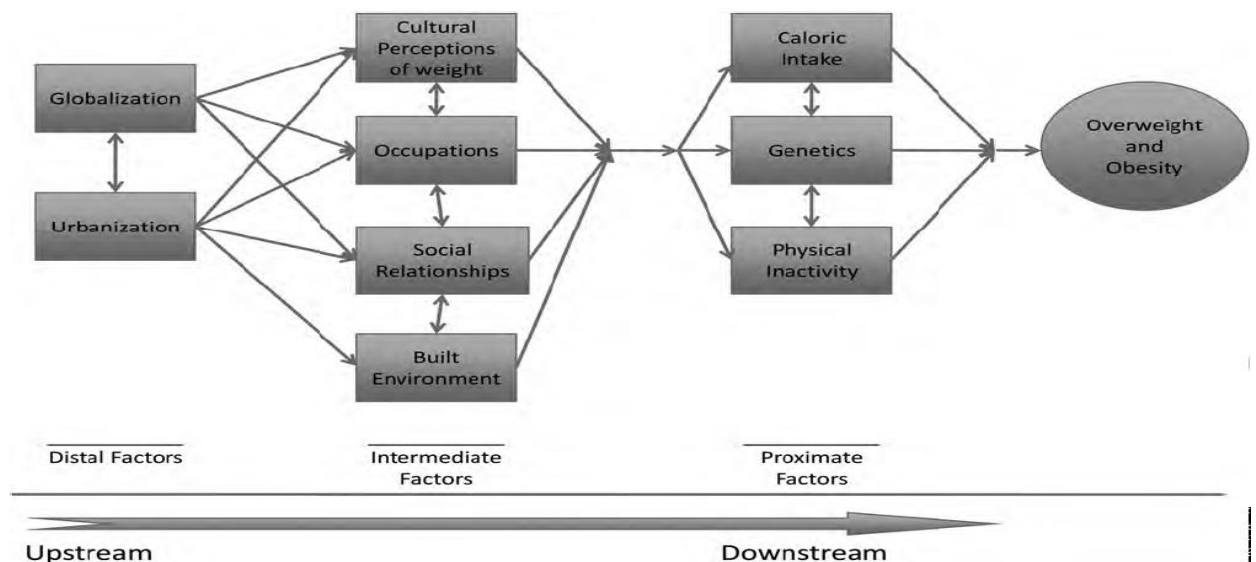 Globalization
Urbanization
Cultural
Perceptions
of weight
Occupations
Social
Relationships
Built
Environment
Caloric
Intake
Genetics
Physical
Inactivity
Overweight
and
Obesity
Distal Factors
Intermediate
Factors
Proximate
Factors
Upstream
Downstream